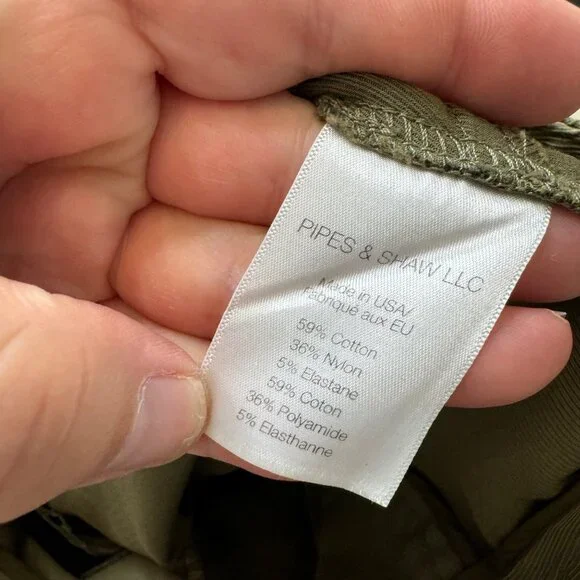 PIPES & SHAW LLC
Made in USA/
Fabriqué aux EU
59% Cotton
36% Nylon
5% Elastane
59% Coton
36% Polyamide
5% Elasthanne